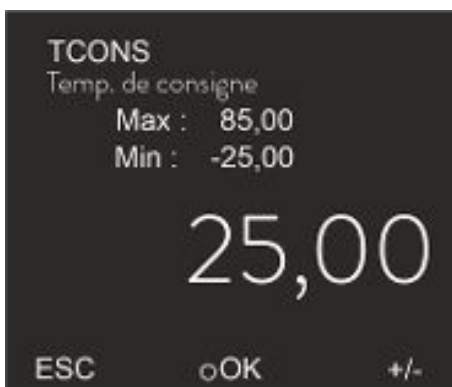 TCONS
Temp. de consigne
Max : 85,00
Min : -25,00
25,00
ESC OK +/-